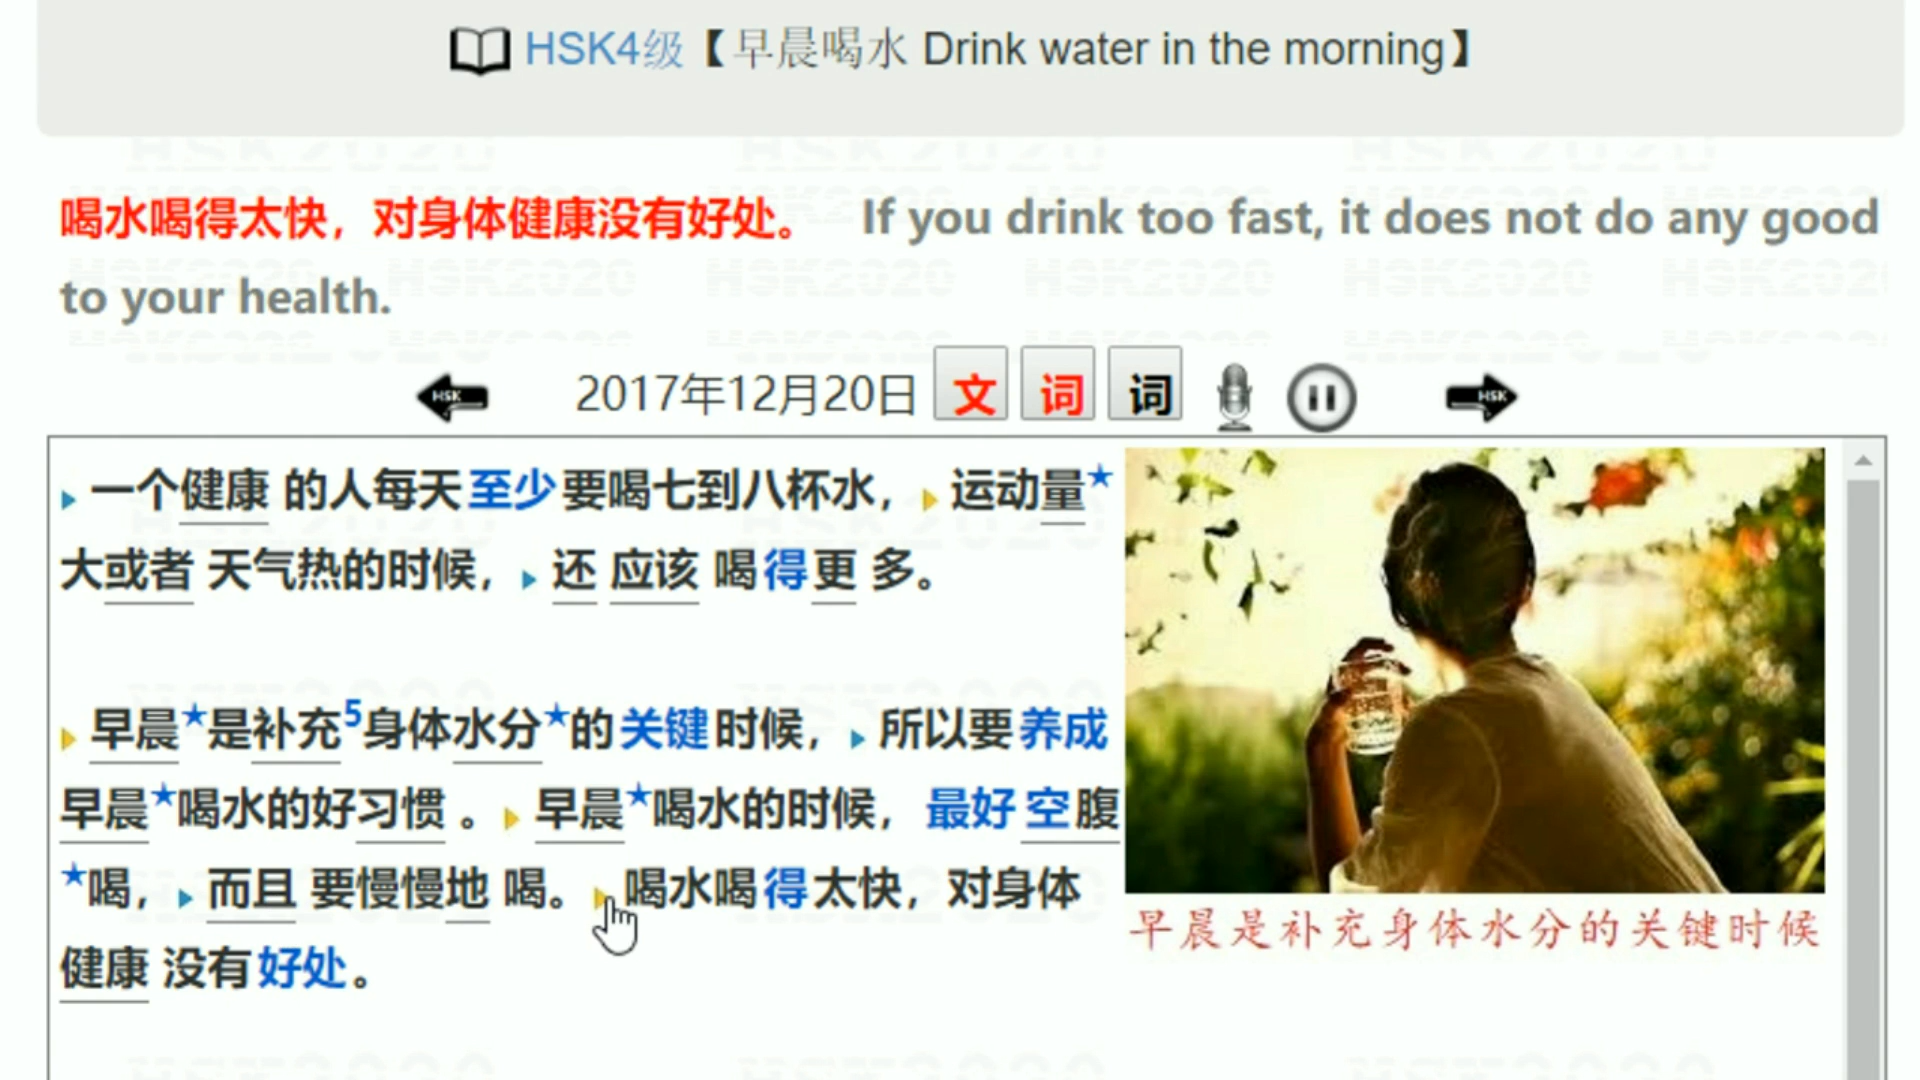 HSK4级【早晨喝水 Drink water in the morning】
喝水喝得太快，对身体健康没有好处。 If you drink too fast, it does not do any good
to your health.
HSK 2017年12月20日 文 词 词 HSK
一个健康 的人每天至少要喝七到八杯水， 运动量★
大或者 天气热的时候， 还 应该 喝得更 多。
早晨★是补充5身体水分★的关键时候， 所以要养成
早晨★喝水的好习惯 。 早晨★喝水的时候，最好空腹
★喝， 而且 要慢慢地 喝。 喝水喝得太快，对身体
健康 没有好处。
早晨是补充身体水分的关键时候
HSK2020